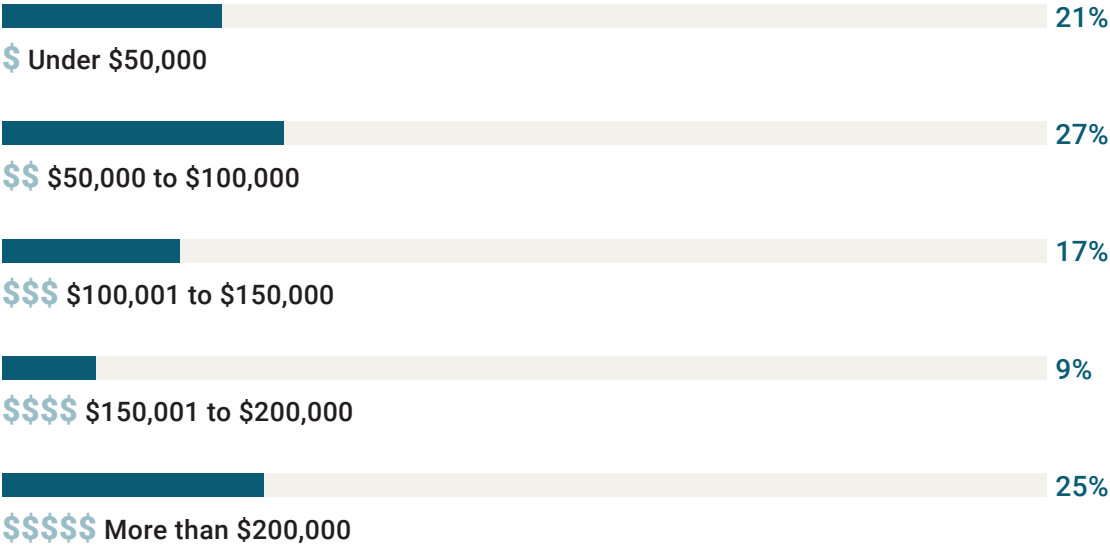 21%
$ Under $50,000
27%
$$ $50,000 to $100,000
17%
$$$ $100,001 to $150,000
9%
$$$$ $150,001 to $200,000
25%
$$$$$ More than $200,000